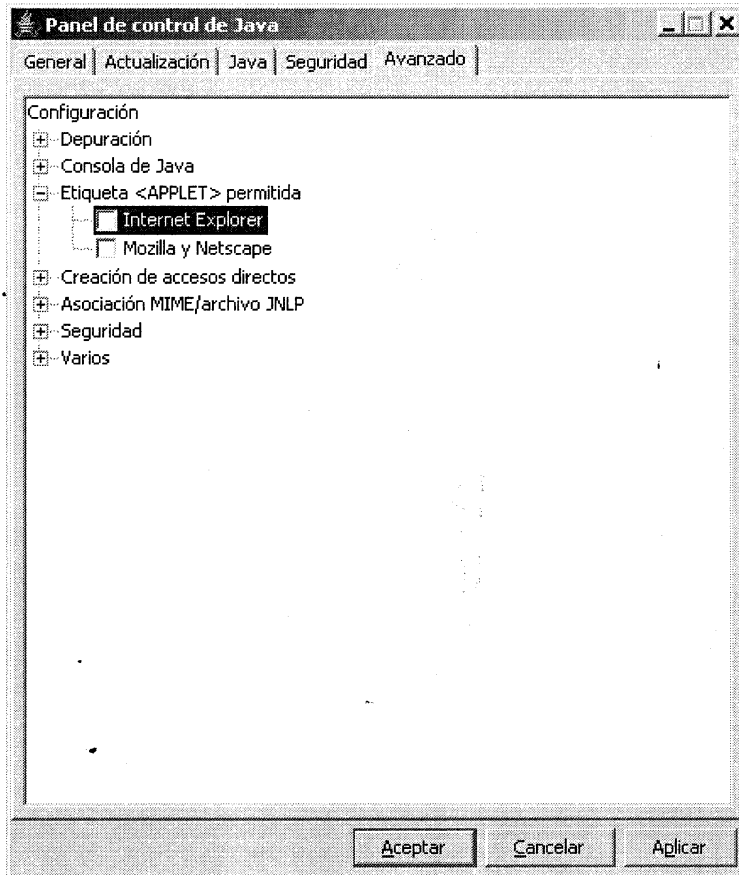 Panel de control de Java
General Actualización Java Seguridad Avanzado
Configuración
Depuración
Consola de Java
Etiqueta <APPLET> permitida
Internet Explorer
Mozilla y Netscape
Creación de accesos directos
Asociación MIME/archivo JNLP
Seguridad
Varios
Aceptar Cancelar Aplicar